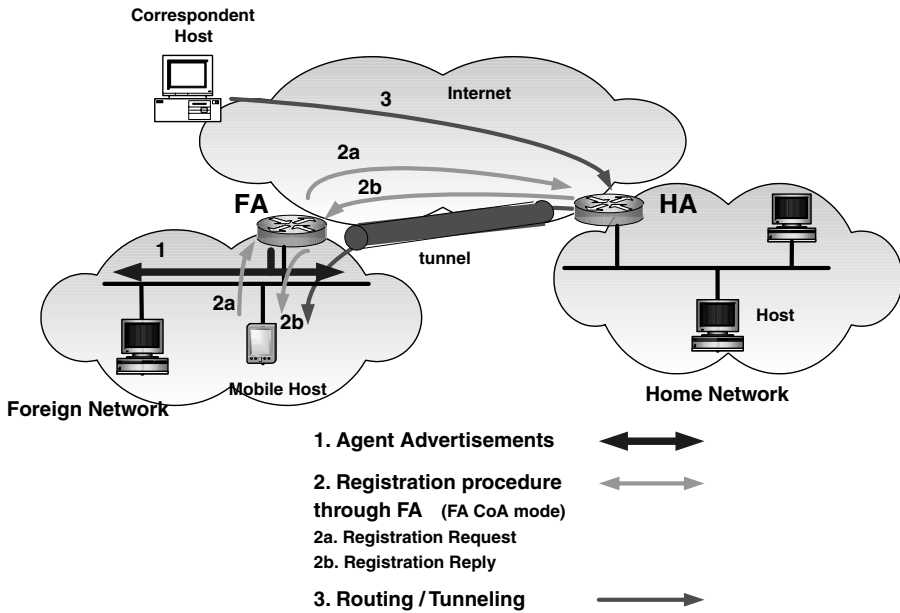 Correspondent
Host
Internet
3
2a
2b
FA
HA
1
tunnel
2a
2b
Host
Mobile Host
Foreign Network
Home Network
1. Agent Advertisements
2. Registration procedure
through FA (FA CoA mode)
2a. Registration Request
2b. Registration Reply
3. Routing / Tunneling